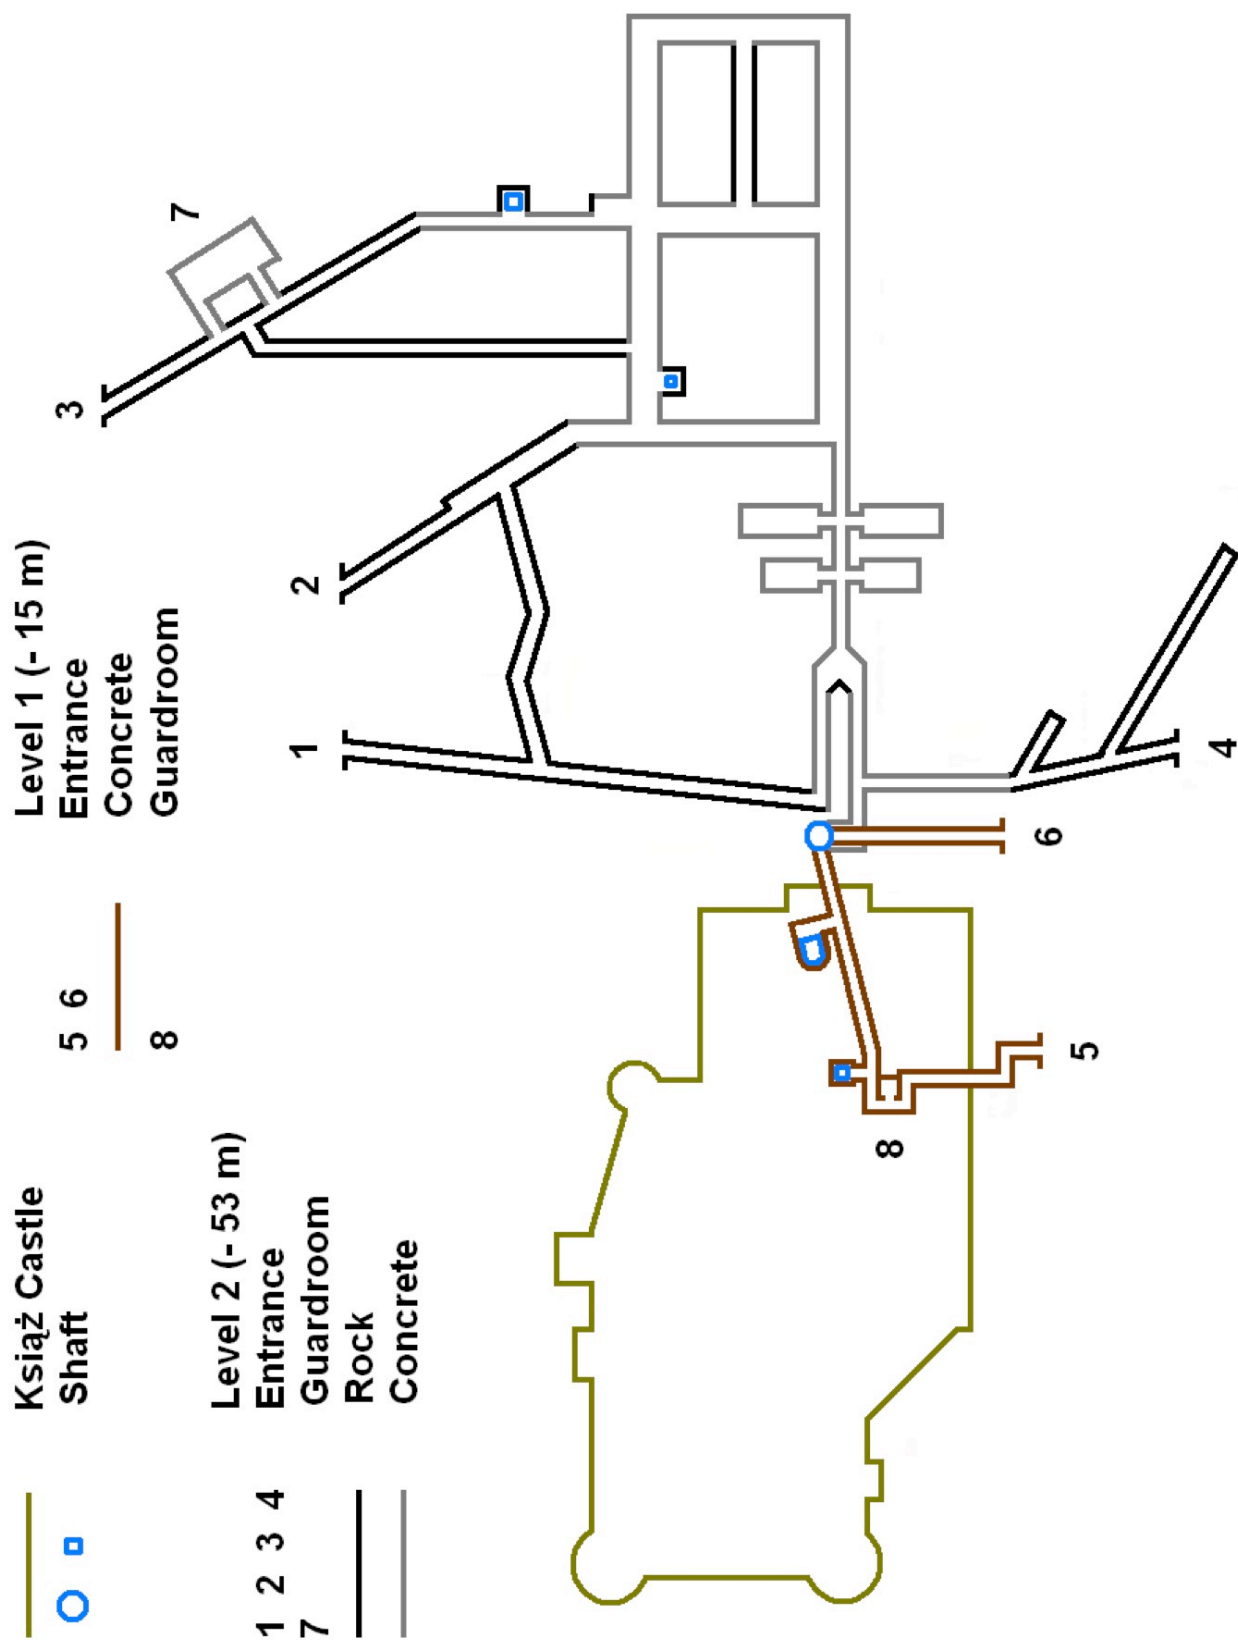 Książ Castle
Shaft
Level 2 (- 53 m)
1 2 3 4 Entrance
7 Guardroom
Rock
Concrete
Level 1 (- 15 m)
5 6 Entrance
Concrete
8 Guardroom
1
2
3
7
8
5
6
4